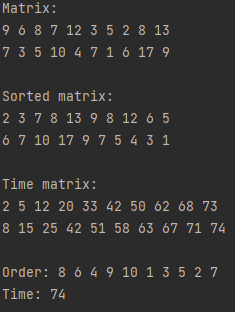 Matrix:
9 6 8 7 12 3 5 2 8 13
7 3 5 10 4 7 1 6 17 9
Sorted matrix:
2 3 7 8 13 9 8 12 6 5
6 7 10 17 9 7 5 4 3 1
Time matrix:
2 5 12 20 33 42 50 62 68 73
8 15 25 42 51 58 63 67 71 74
Order: 8 6 4 9 10 1 3 5 2 7
Time: 74